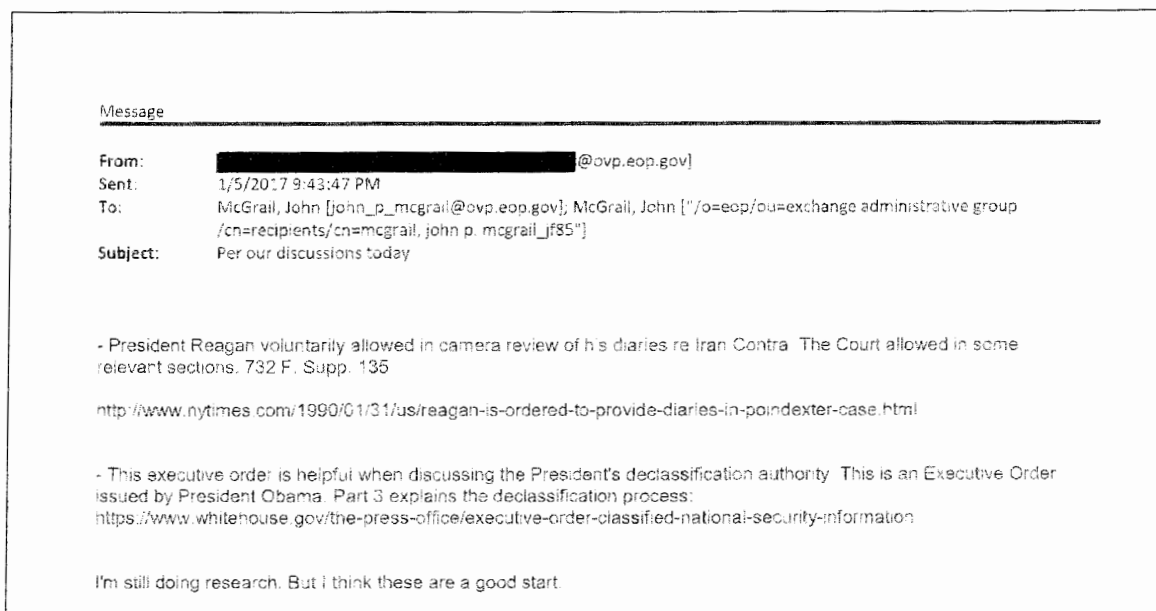 Message
From: @ovp.eop.gov]
Sent: 1/5/2017 9:43:47 PM
To: McGrail, John [john_p_mcgrail@ovp.eop.gov]; McGrail, John ["/o=eop/ou=exchange administrative group
/cn=recipients/cn=mcgrail, john p. mcgrail_jf85"]
Subject: Per our discussions today
- President Reagan voluntarily allowed in camera review of his diaries re Iran Contra. The Court allowed in some
relevant sections. 732 F. Supp. 135
http://www.nytimes.com/1990/01/31/us/reagan-is-ordered-to-provide-diaries-in-poindexter-case.html
- This executive order is helpful when discussing the President's declassification authority. This is an Executive Order
issued by President Obama. Part 3 explains the declassification process:
https://www.whitehouse.gov/the-press-office/executive-order-classified-national-security-information
I'm still doing research. But I think these are a good start.